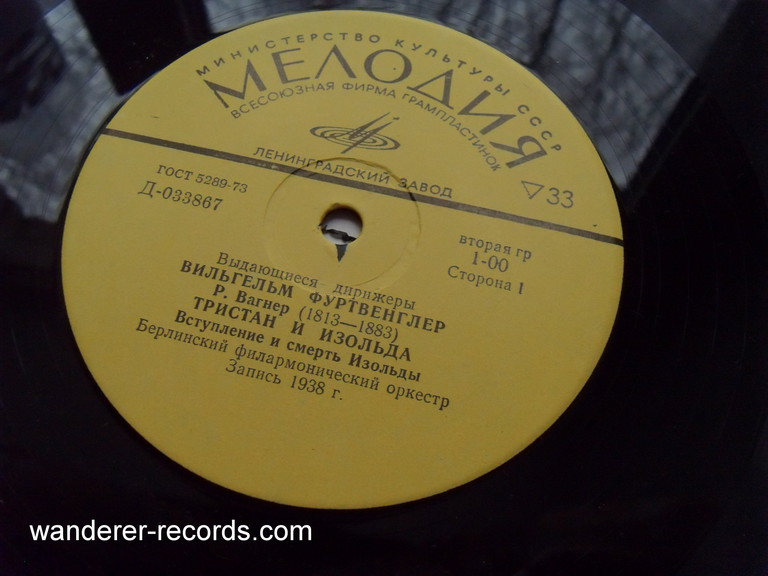 МИНИСТЕРСТВО КУЛЬТУРЫ СССР
МЕЛОДИЯ
ВСЕСОЮЗНАЯ ФИРМА ГРАМПЛАСТИНОК
ЛЕНИНГРАДСКИЙ ЗАВОД
33
ГОСТ 5289-73
Д-033867
вторая гр
1-00
Сторона 1
Выдающиеся дирижеры
ВИЛЬГЕЛЬМ ФУРТВЕНГЛЕР
Р. Вагнер (1813—1883)
ТРИСТАН И ИЗОЛЬДА
Вступление и смерть Изольды
Берлинский филармонический оркестр
Запись 1938 г.
wanderer-records.com